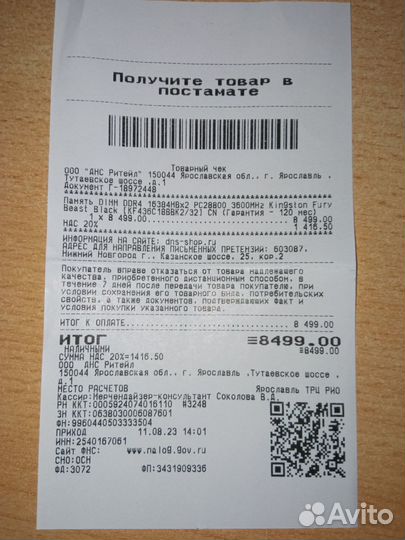 Получите товар в
постамате
Товарный чек
ООО "ДНС Ритейл" 150044 Ярославская обл., г. Ярославль ,
Тутаевское шоссе ,д.1
Документ Г-18972448
Память DIMM DDR4 16384MBx2 PC28800 3600MHz Kingston Fury
Beast Black [KF436C18BBK2/32] CN (Гарантия - 120 мес)
1 x 8 499.00 ........ 8 499.00
НДС 20% 1 416.50
ИНФОРМАЦИЯ НА САЙТЕ: dns-shop.ru
АДРЕС ДЛЯ НАПРАВЛЕНИЯ ПИСЬМЕННЫХ ПРЕТЕНЗИЙ: 603087,
Нижний Новгород г., Казанское шоссе, 25, кор.2
Покупатель вправе отказаться от товара надлежащего
качества, приобретенного дистанционным способом, в
течение 7 дней после передачи товара покупателю, при
условии сохранения его товарного вида, потребительских
свойств, а также документов, подтверждающих факт и
условия покупки указанного товара.
ИТОГ К ОПЛАТЕ........ 8 499.00
ИТОГ ≡8499.00
НАЛИЧНЫМИ ≡8499.00
СУММА НДС 20%=1416.50
ООО ДНС Ритейл
150044 Ярославская обл., г. Ярославль ,Тутаевское шоссе ,
д.1
МЕСТО РАСЧЕТОВ Ярославль ТРЦ РИО
Кассир:Мерчендайзер-консультант Соколова В.Д.
РН ККТ:0005924074016110 #3248
ЗН ККТ:0638030006087601
ФН:9960440503333504
ПРИХОД 11.08.23 14:01
ИНН:2540167061
Сайт ФНС: www.nalog.gov.ru
СНО:ОСН
ФД:3072 ФП:3431909336
Avito